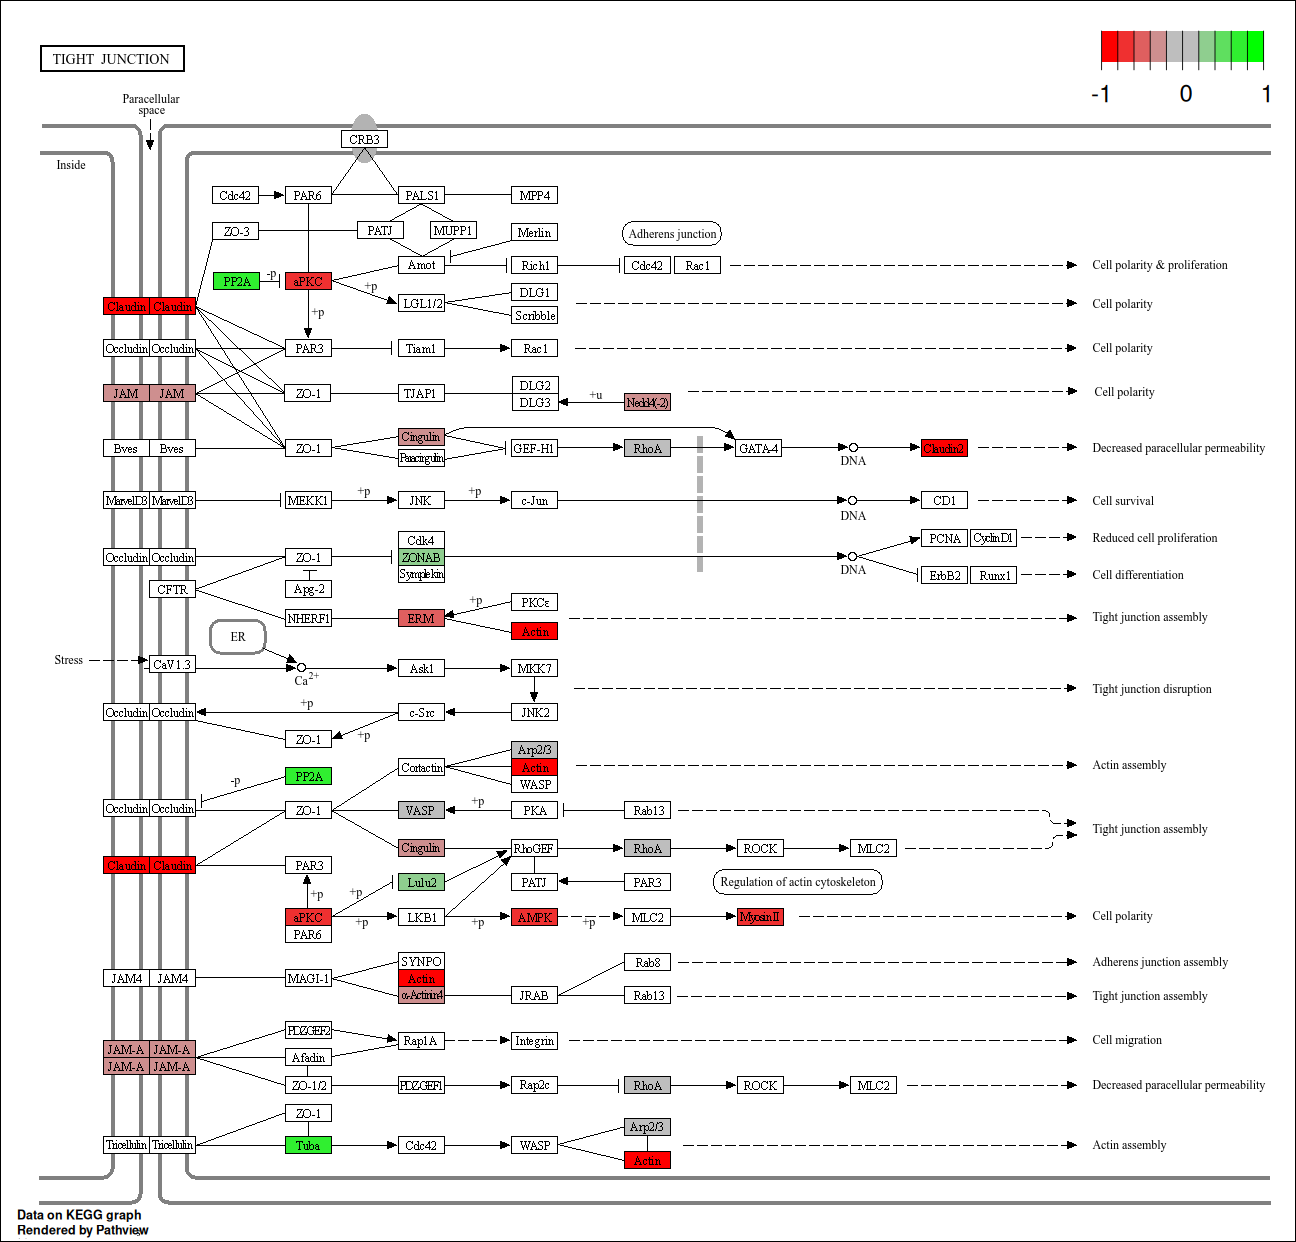 TIGHT JUNCTION
-1 0 1
Paracellular
space
CRB3
Inside
Cdc42 PAR6 PALS1 MPP4
ZO-3 PATJ MUPP1 Merlin Adherens junction
Amot Rich1 Cdc42 Rac1 Cell polarity & proliferation
PP2A -p aPKC +p
DLG1
Claudin Claudin +p LGL1/2 Cell polarity
Scribble
Occludin Occludin PAR3 Tiam1 Rac1 Cell polarity
DLG2
JAM JAM ZO-1 TJAP1 +u Cell polarity
DLG3 Nedd4(-2)
Cingulin
Bves Bves ZO-1 GEF-H1 RhoA GATA-4 DNA Claudin2 Decreased paracellular permeability
Paracingulin
MarvelD3 MarvelD3 MEKK1 +p JNK +p c-Jun DNA CD1 Cell survival
Cdk4 PCNA CyclinD1 Reduced cell proliferation
Occludin Occludin ZO-1 ZONAB DNA
Symplekin ErbB2 Runx1 Cell differentiation
CFTR Apg-2
+p PKCε
NHERF1 ERM Tight junction assembly
ER Actin
Stress CaV1.3 Ca2+ Ask1 MKK7
Tight junction disruption
Occludin Occludin +p c-Src JNK2
ZO-1 +p
Arp2/3
PP2A Cortactin Actin Actin assembly
-p WASP
Occludin Occludin ZO-1 VASP +p PKA Rab13
Tight junction assembly
Cingulin RhoGEF RhoA ROCK MLC2
Claudin Claudin PAR3
+p +p Lulu2 PATJ PAR3 Regulation of actin cytoskeleton
aPKC +p LKB1 +p AMPK +p MLC2 MyosinII Cell polarity
PAR6
SYNPO Rab8 Adherens junction assembly
JAM4 JAM4 MAGI-1 Actin
α-Actinin4 JRAB Rab13 Tight junction assembly
PDZGEF2
JAM-A JAM-A Rap1A Integrin Cell migration
JAM-A JAM-A Afadin
ZO-1/2 PDZGEF1 Rap2c RhoA ROCK MLC2 Decreased paracellular permeability
ZO-1
Arp2/3
Tricellulin Tricellulin Tuba Cdc42 WASP Actin assembly
Actin
Data on KEGG graph
Rendered by Pathview